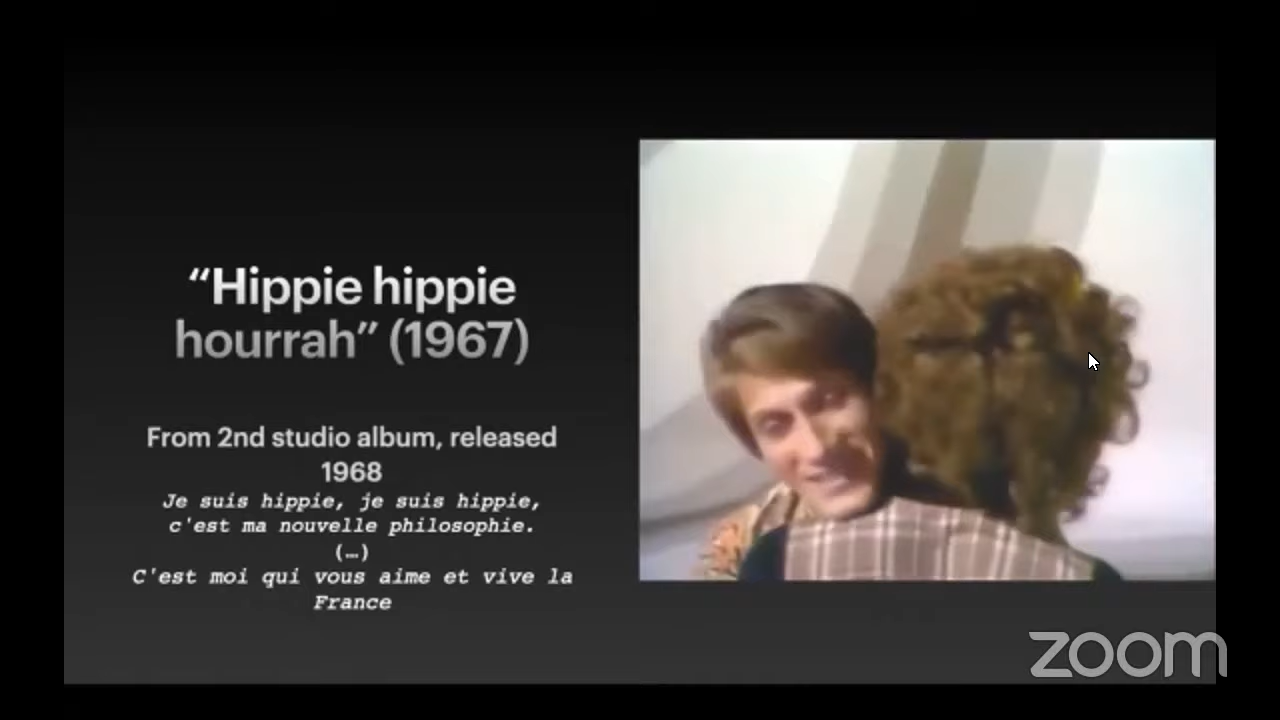 “Hippie hippie
hourrah” (1967)
From 2nd studio album, released
1968
Je suis hippie, je suis hippie,
c'est ma nouvelle philosophie.
(…)
C'est moi qui vous aime et vive la
France
zoom